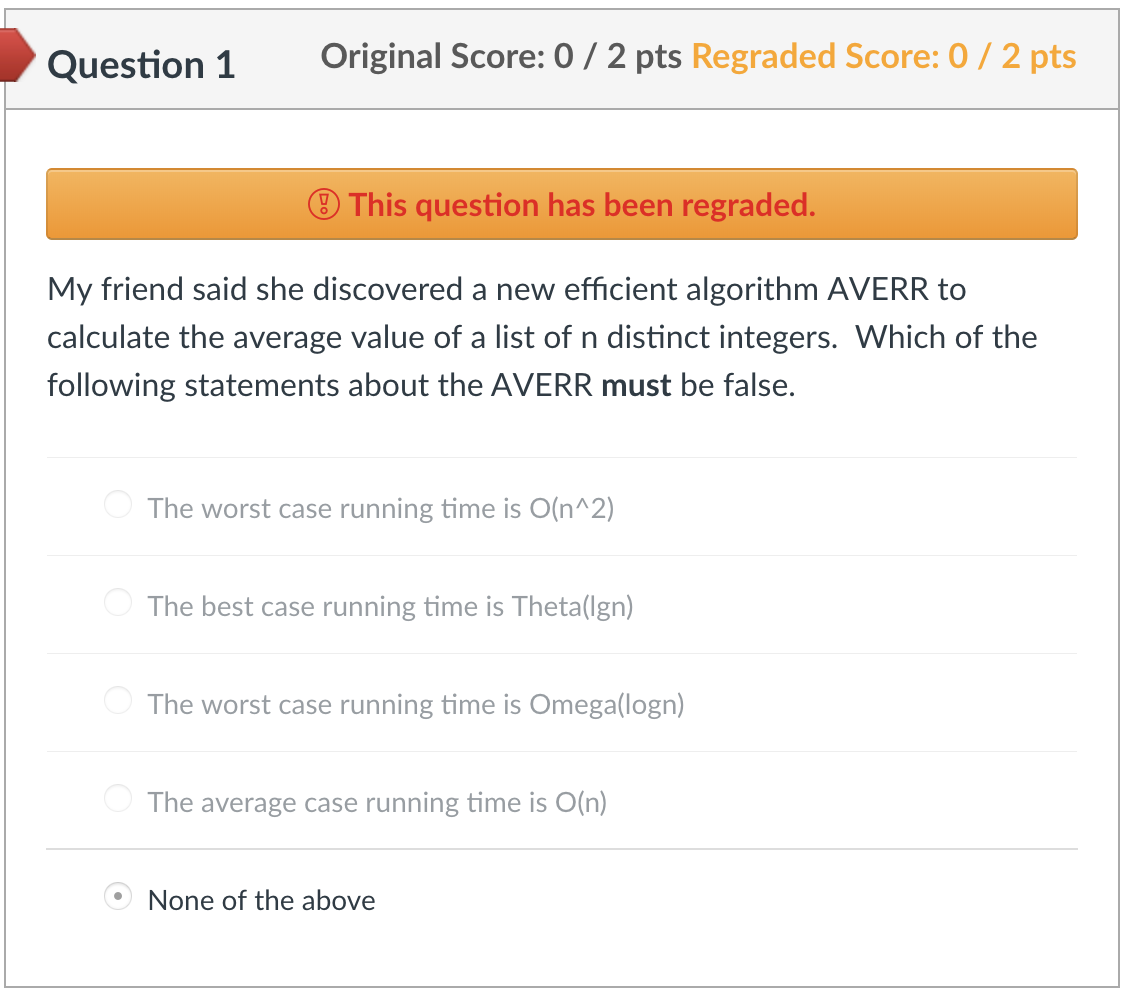 Question 1
Original Score: 0 / 2 pts Regraded Score: 0 / 2 pts
This question has been regraded.
My friend said she discovered a new efficient algorithm AVERR to
calculate the average value of a list of n distinct integers.  Which of the
following statements about the AVERR must be false.
The worst case running time is O(n^2)
The best case running time is Theta(lgn)
The worst case running time is Omega(logn)
The average case running time is O(n)
None of the above